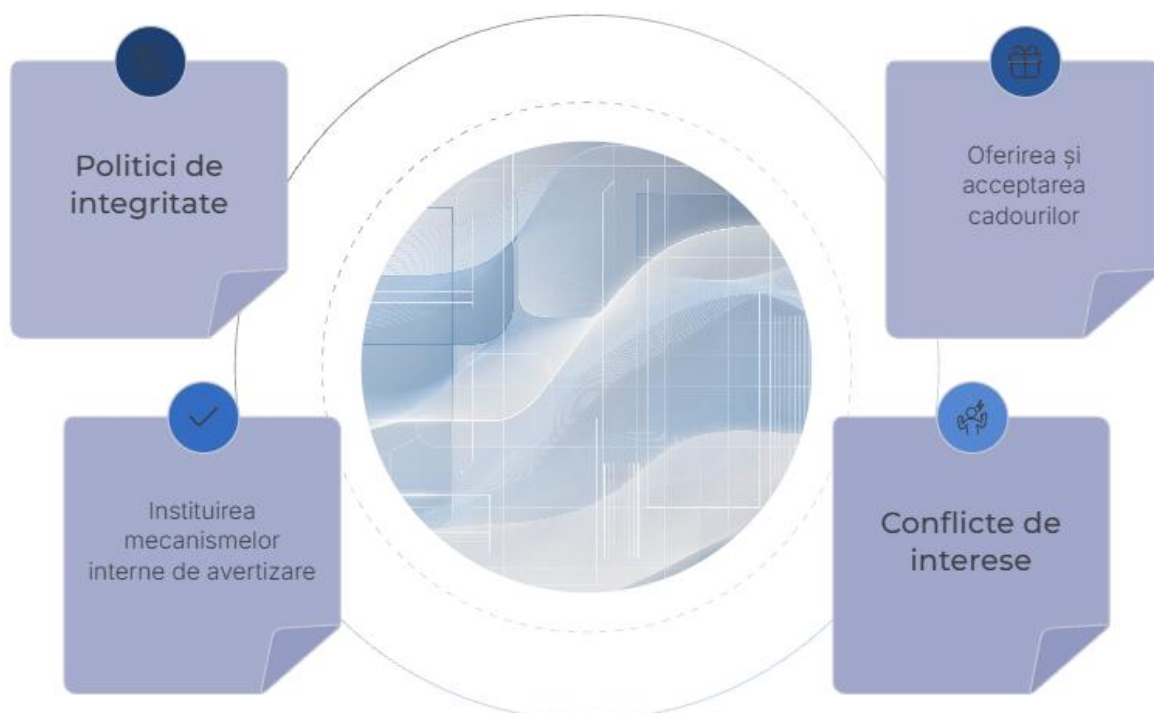 Politici de
integritate
Oferirea și
acceptarea
cadourilor
Instituirea
mecanismelor
interne de avertizare
Conflicte de
interese